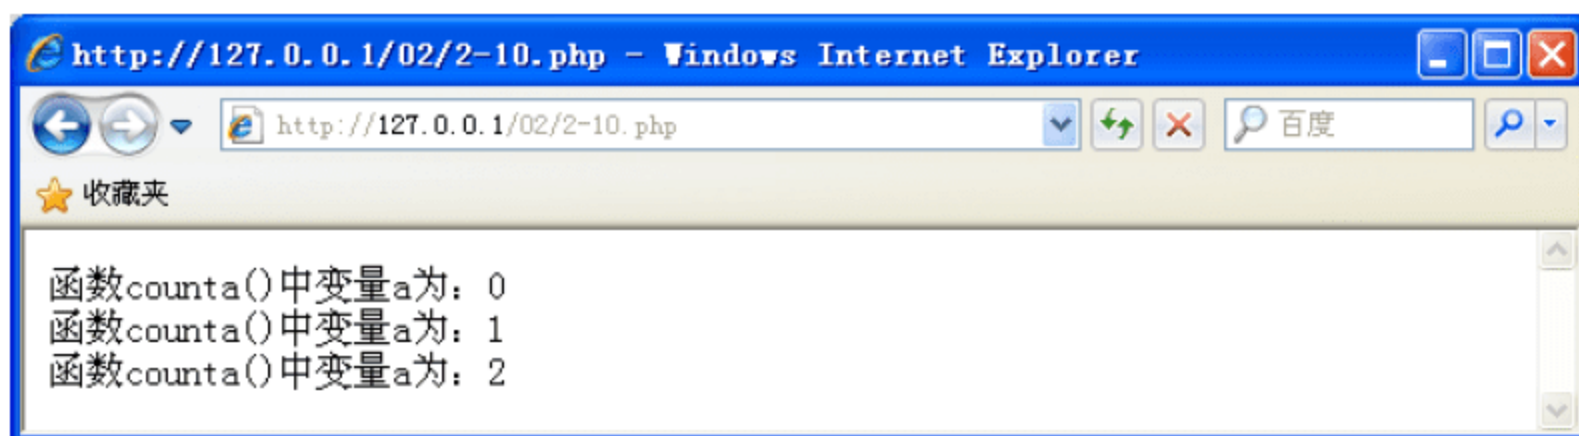 http://127.0.0.1/02/2-10.php - Windows Internet Explorer
http://127.0.0.1/02/2-10.php 百度
收藏夹
函数counta()中变量a为：0
函数counta()中变量a为：1
函数counta()中变量a为：2